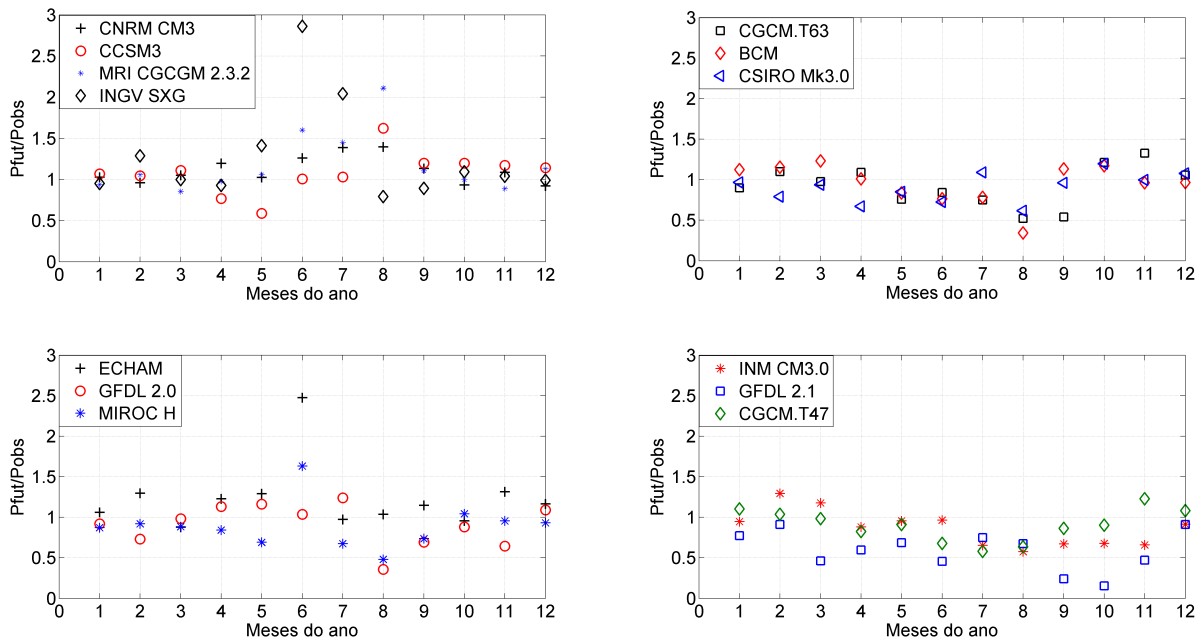 CNRM CM3
CCSM3
MRI CGCGM 2.3.2
INGV SXG
Pfut/Pobs
3
2.5
2
1.5
1
0.5
0
0 1 2 3 4 5 6 7 8 9 10 11 12
Meses do ano
CGCM.T63
BCM
CSIRO Mk3.0
Pfut/Pobs
3
2.5
2
1.5
1
0.5
0
0 1 2 3 4 5 6 7 8 9 10 11 12
Meses do ano
ECHAM
GFDL 2.0
MIROC H
Pfut/Pobs
3
2.5
2
1.5
1
0.5
0
0 1 2 3 4 5 6 7 8 9 10 11 12
Meses do ano
INM CM3.0
GFDL 2.1
CGCM.T47
Pfut/Pobs
3
2.5
2
1.5
1
0.5
0
0 1 2 3 4 5 6 7 8 9 10 11 12
Meses do ano